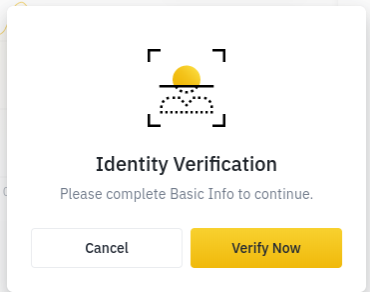 Identity Verification
Please complete Basic Info to continue.
Cancel
Verify Now